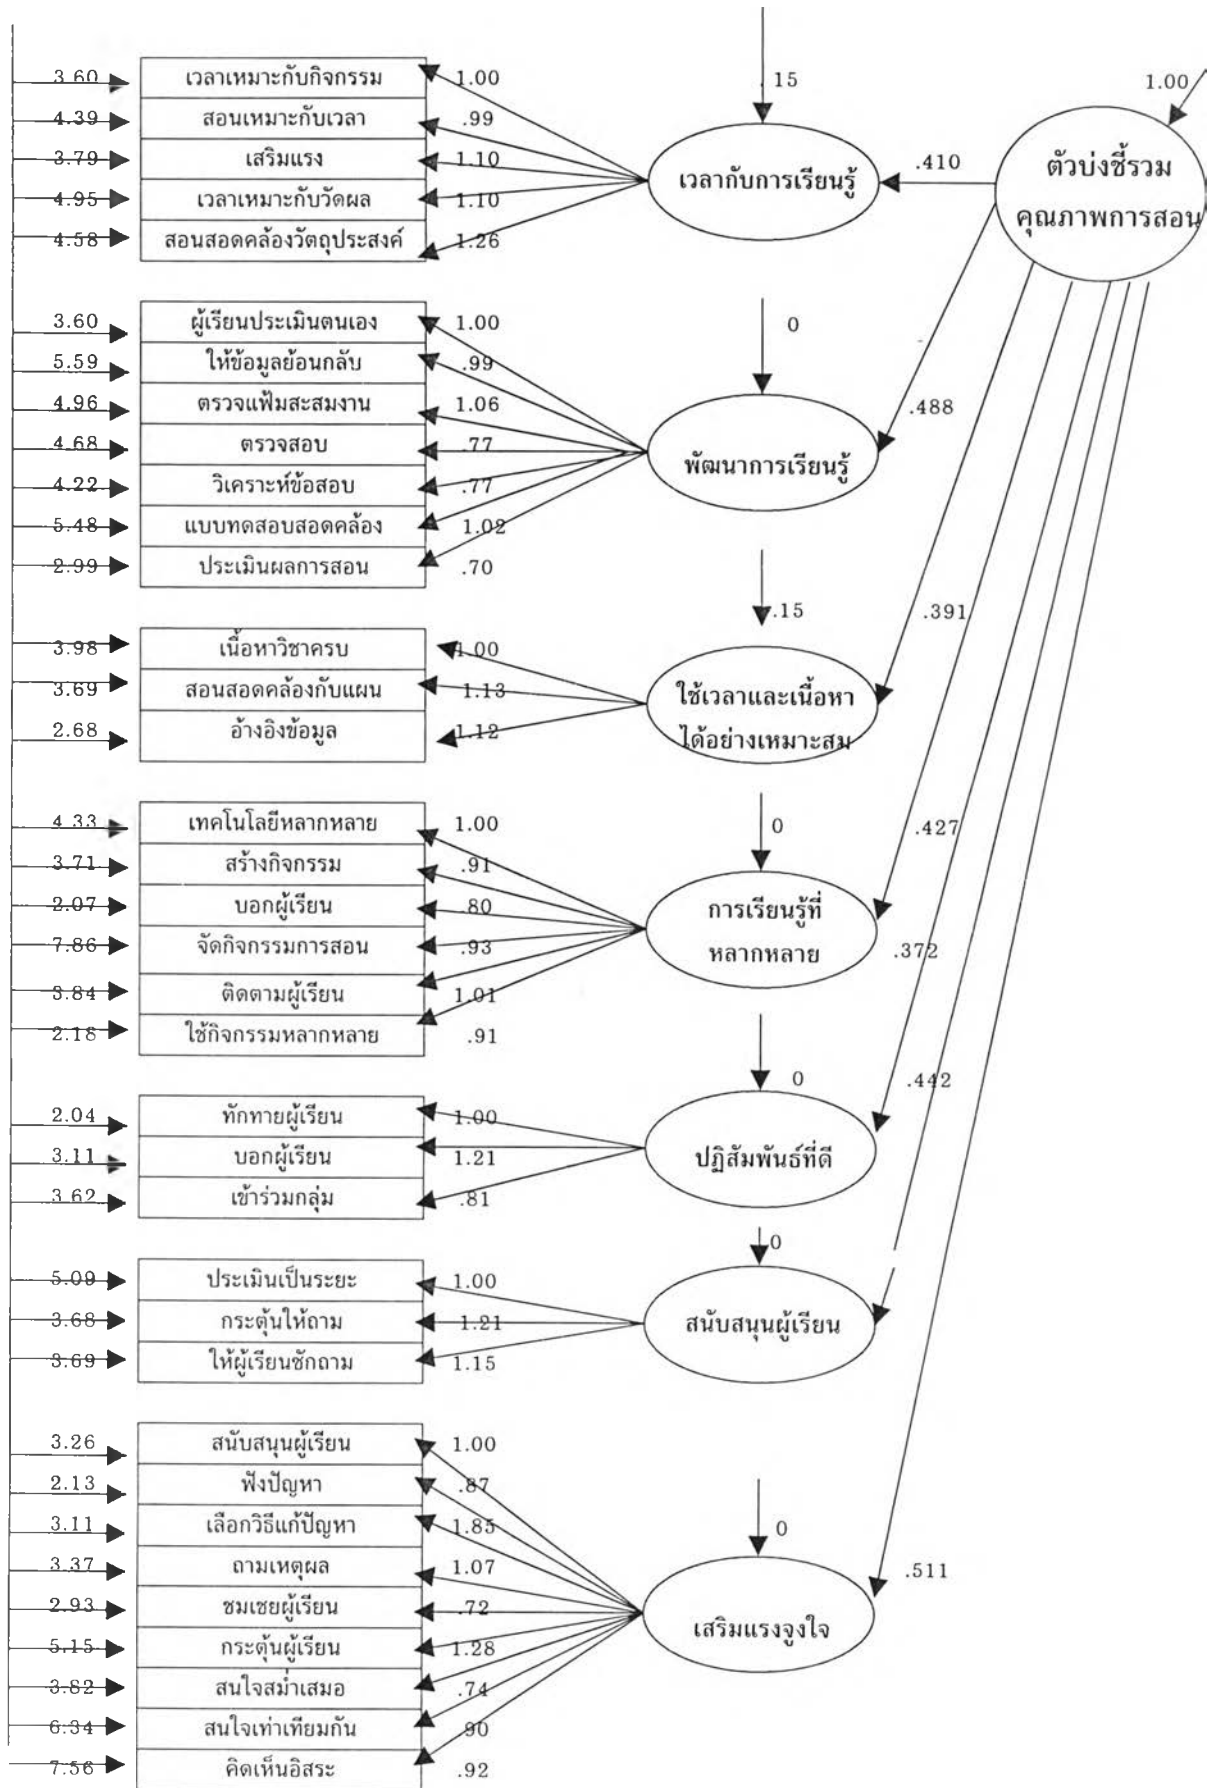 3.60 เวลาเหมาะกับกิจกรรม 1.00
4.39 สอนเหมาะกับเวลา .99
3.79 เสริมแรง 1.10
4.95 เวลาเหมาะกับวัดผล 1.10
4.58 สอนสอดคล้องวัตถุประสงค์ 1.26
15
เวลากับการเรียนรู้
.410
1.00
ตัวบ่งชี้รวม
คุณภาพการสอน
3.60 ผู้เรียนประเมินตนเอง 1.00
5.59 ให้ข้อมูลย้อนกลับ .99
4.96 ตรวจแฟ้มสะสมงาน 1.06
4.68 ตรวจสอบ .77
4.22 วิเคราะห์ข้อสอบ .77
5.48 แบบทดสอบสอดคล้อง 1.02
2.99 ประเมินผลการสอน .70
0
พัฒนาการเรียนรู้
.488
3.98 เนื้อหาวิชาครบ 1.00
3.69 สอนสอดคล้องกับแผน 1.13
2.68 อ้างอิงข้อมูล 1.12
.15
ใช้เวลาและเนื้อหา
ได้อย่างเหมาะสม
.391
4.33 เทคโนโลยีหลากหลาย 1.00
3.71 สร้างกิจกรรม .91
2.07 บอกผู้เรียน .80
7.86 จัดกิจกรรมการสอน .93
3.84 ติดตามผู้เรียน 1.01
2.18 ใช้กิจกรรมหลากหลาย .91
0
การเรียนรู้ที่
หลากหลาย
.427
2.04 ทักทายผู้เรียน 1.00
3.11 บอกผู้เรียน 1.21
3.62 เข้าร่วมกลุ่ม .81
0
ปฏิสัมพันธ์ที่ดี
.372
5.09 ประเมินเป็นระยะ 1.00
3.68 กระตุ้นให้ถาม 1.21
3.69 ให้ผู้เรียนซักถาม 1.15
0
สนับสนุนผู้เรียน
.442
3.26 สนับสนุนผู้เรียน 1.00
2.13 ฟังปัญหา .87
3.11 เลือกวิธีแก้ปัญหา 1.85
3.37 ถามเหตุผล 1.07
2.93 ชมเชยผู้เรียน .72
5.15 กระตุ้นผู้เรียน 1.28
3.82 สนใจสม่ำเสมอ .74
6.34 สนใจเท่าเทียมกัน .90
7.56 คิดเห็นอิสระ .92
0
เสริมแรงจูงใจ
.511